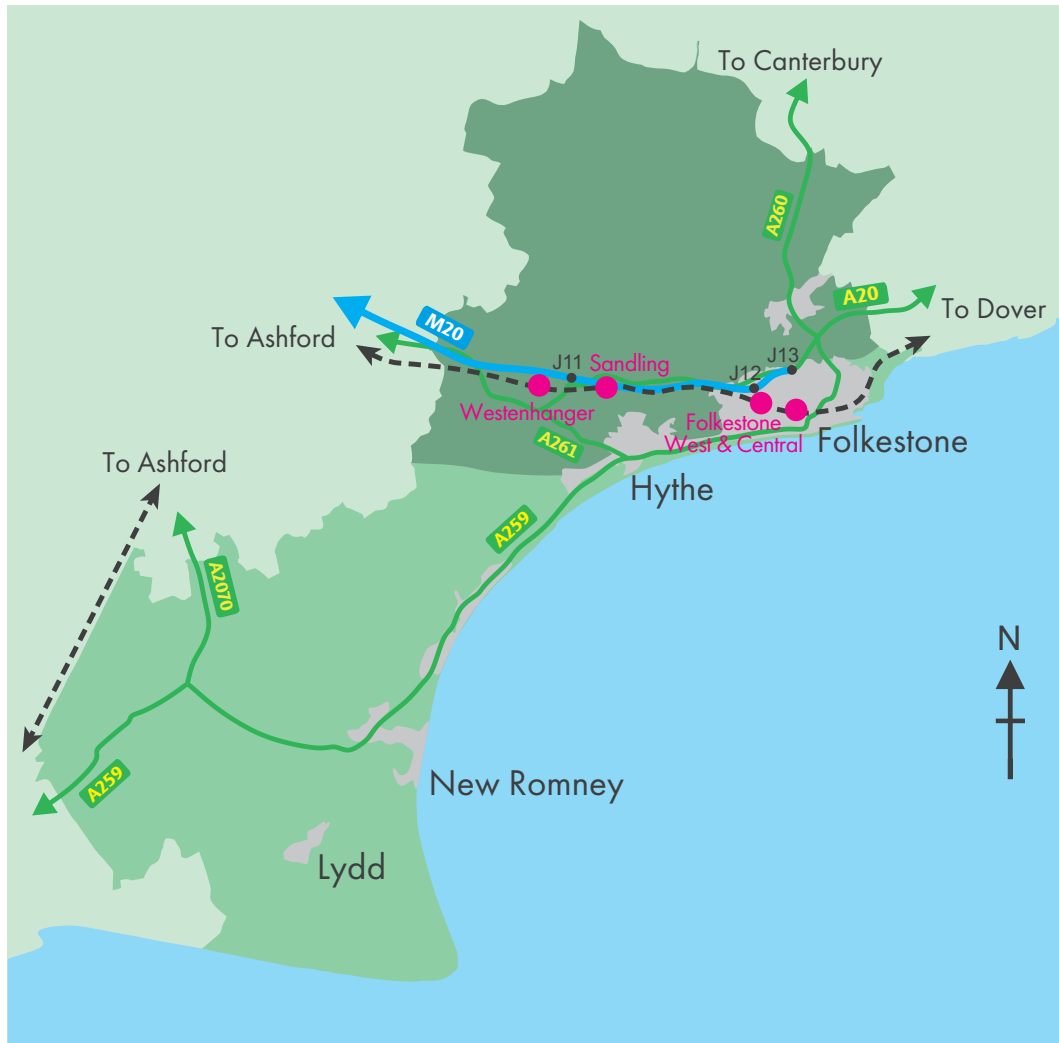 To Canterbury
A260
A20
To Dover
M20
To Ashford
J11
Sandling
J13
J12
Westenhanger
Folkestone
West & Central
Folkestone
A261
To Ashford
Hythe
A259
A2070
N
A259
New Romney
Lydd